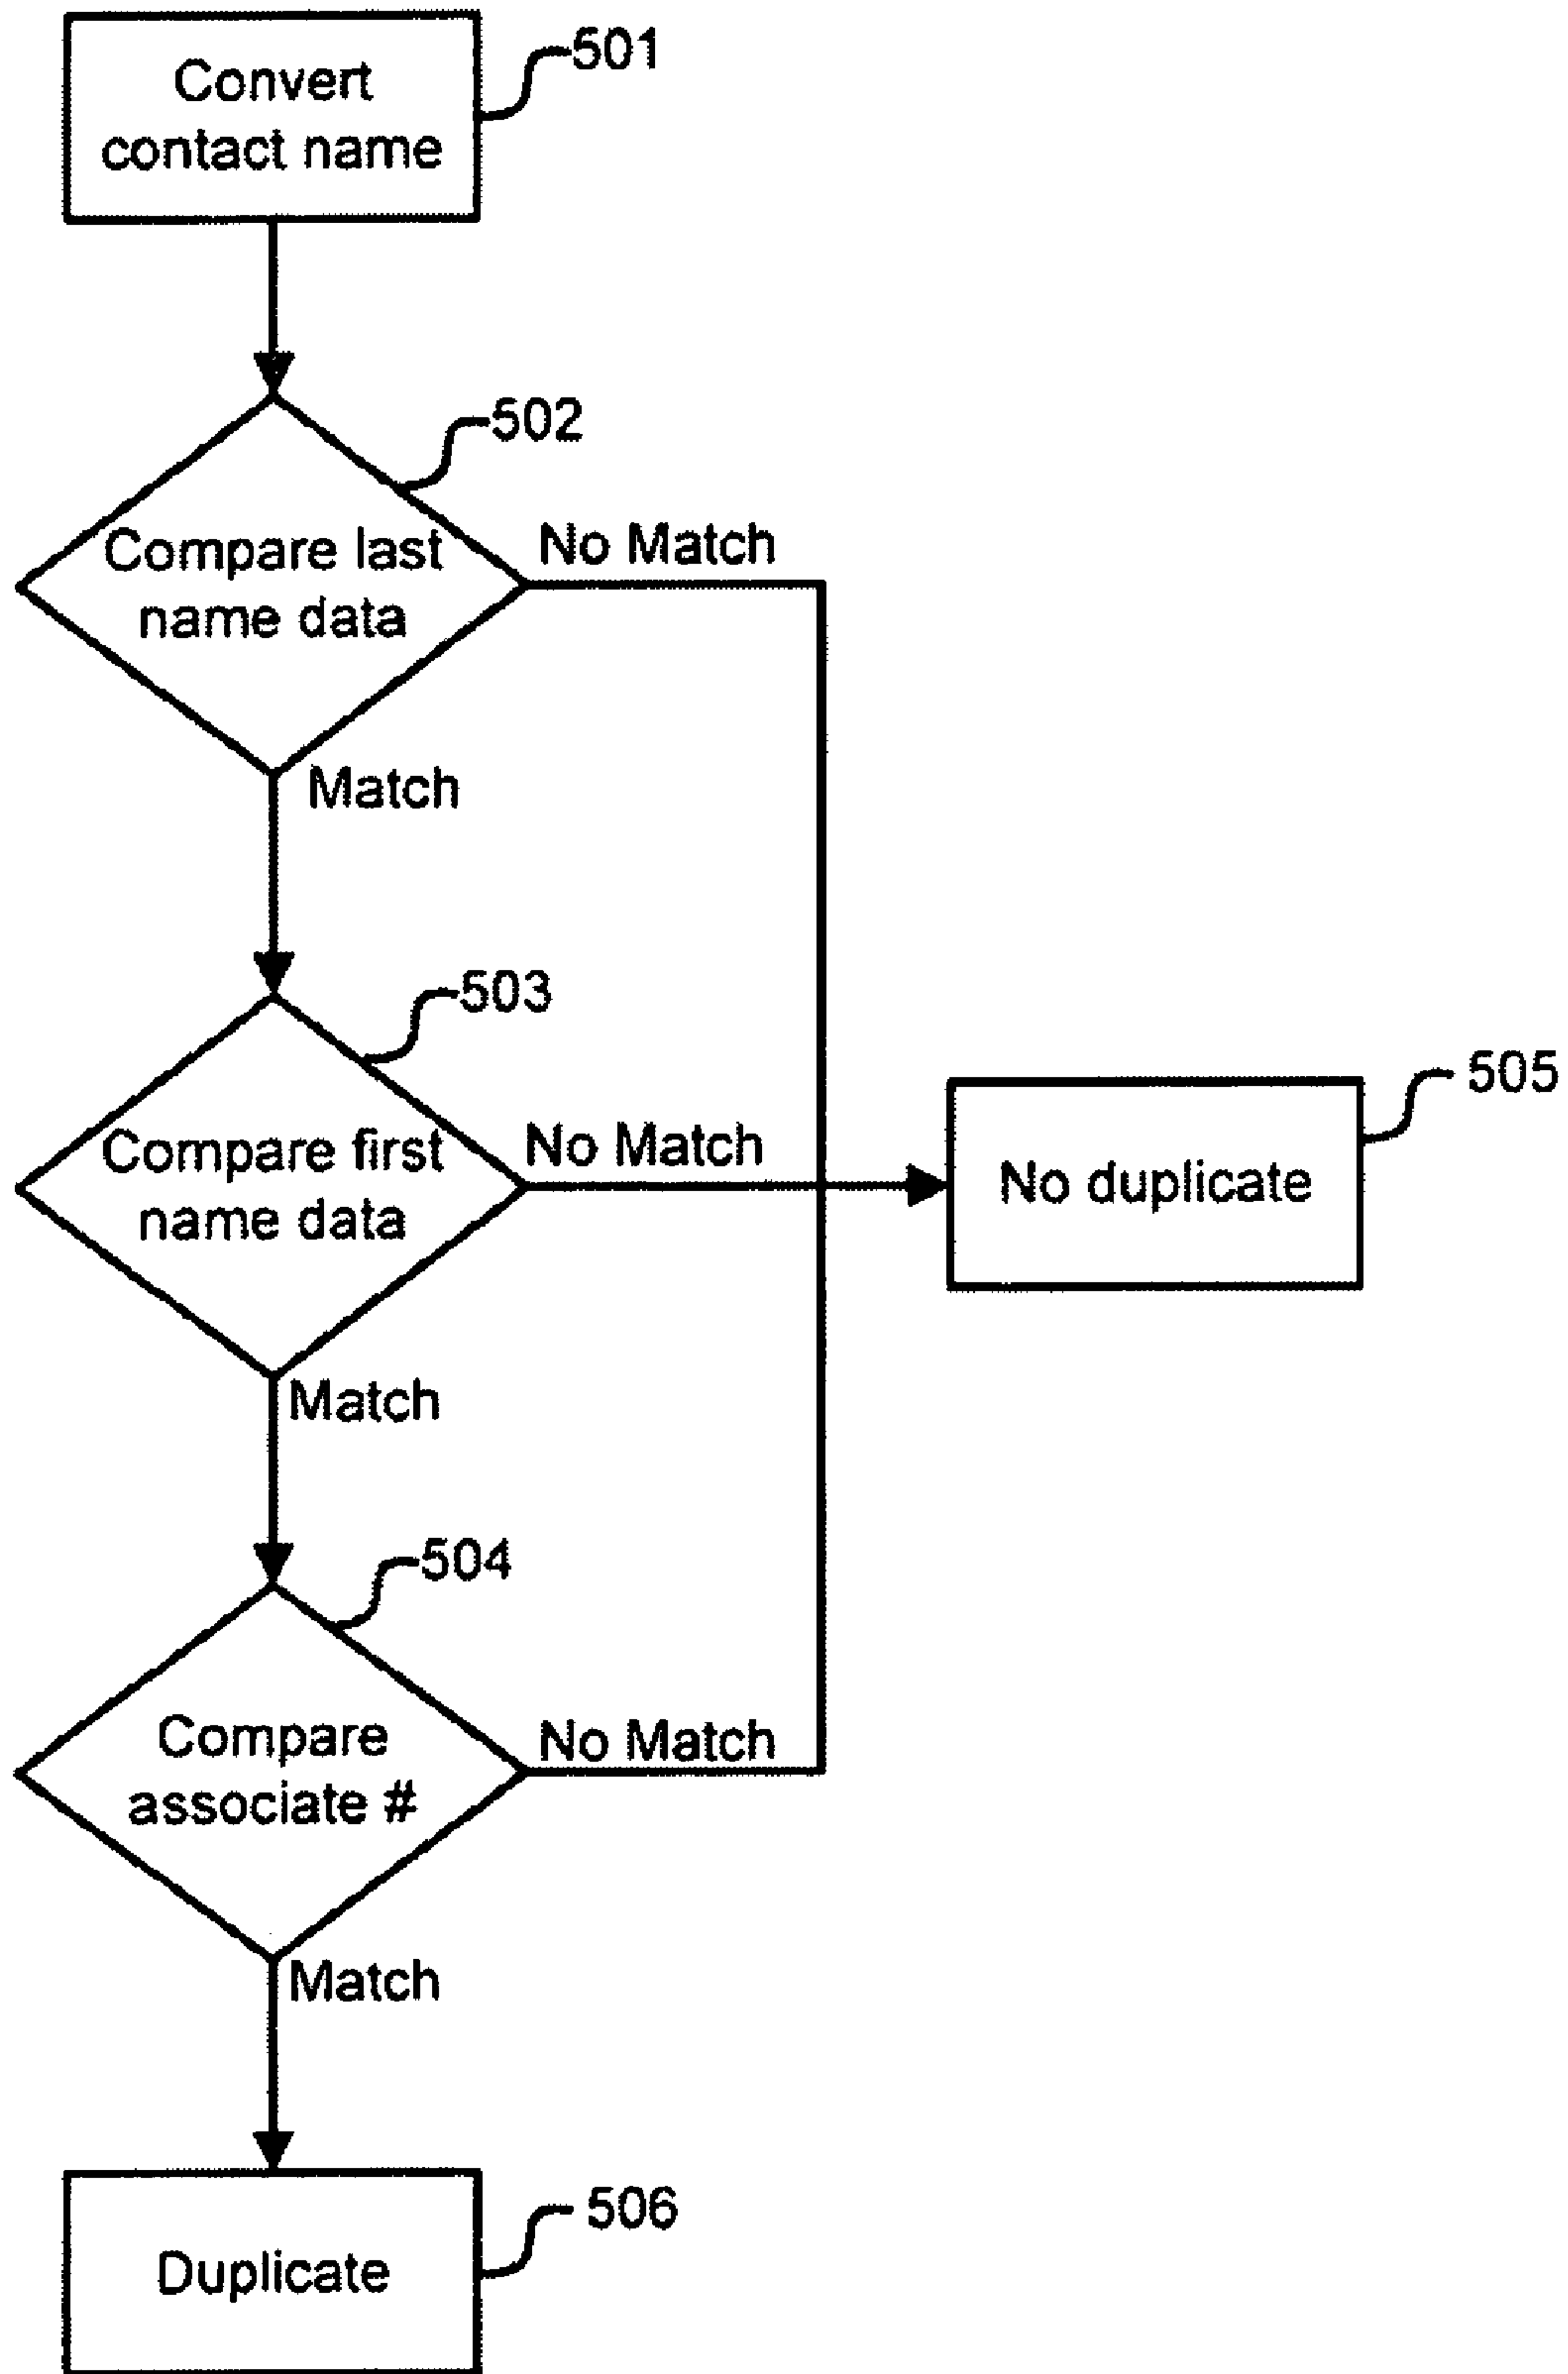 Convert
contact name
501
502
Compare last
name data
No Match
Match
503
Compare first
name data
No Match
505
No duplicate
Match
504
Compare
associate #
No Match
Match
506
Duplicate